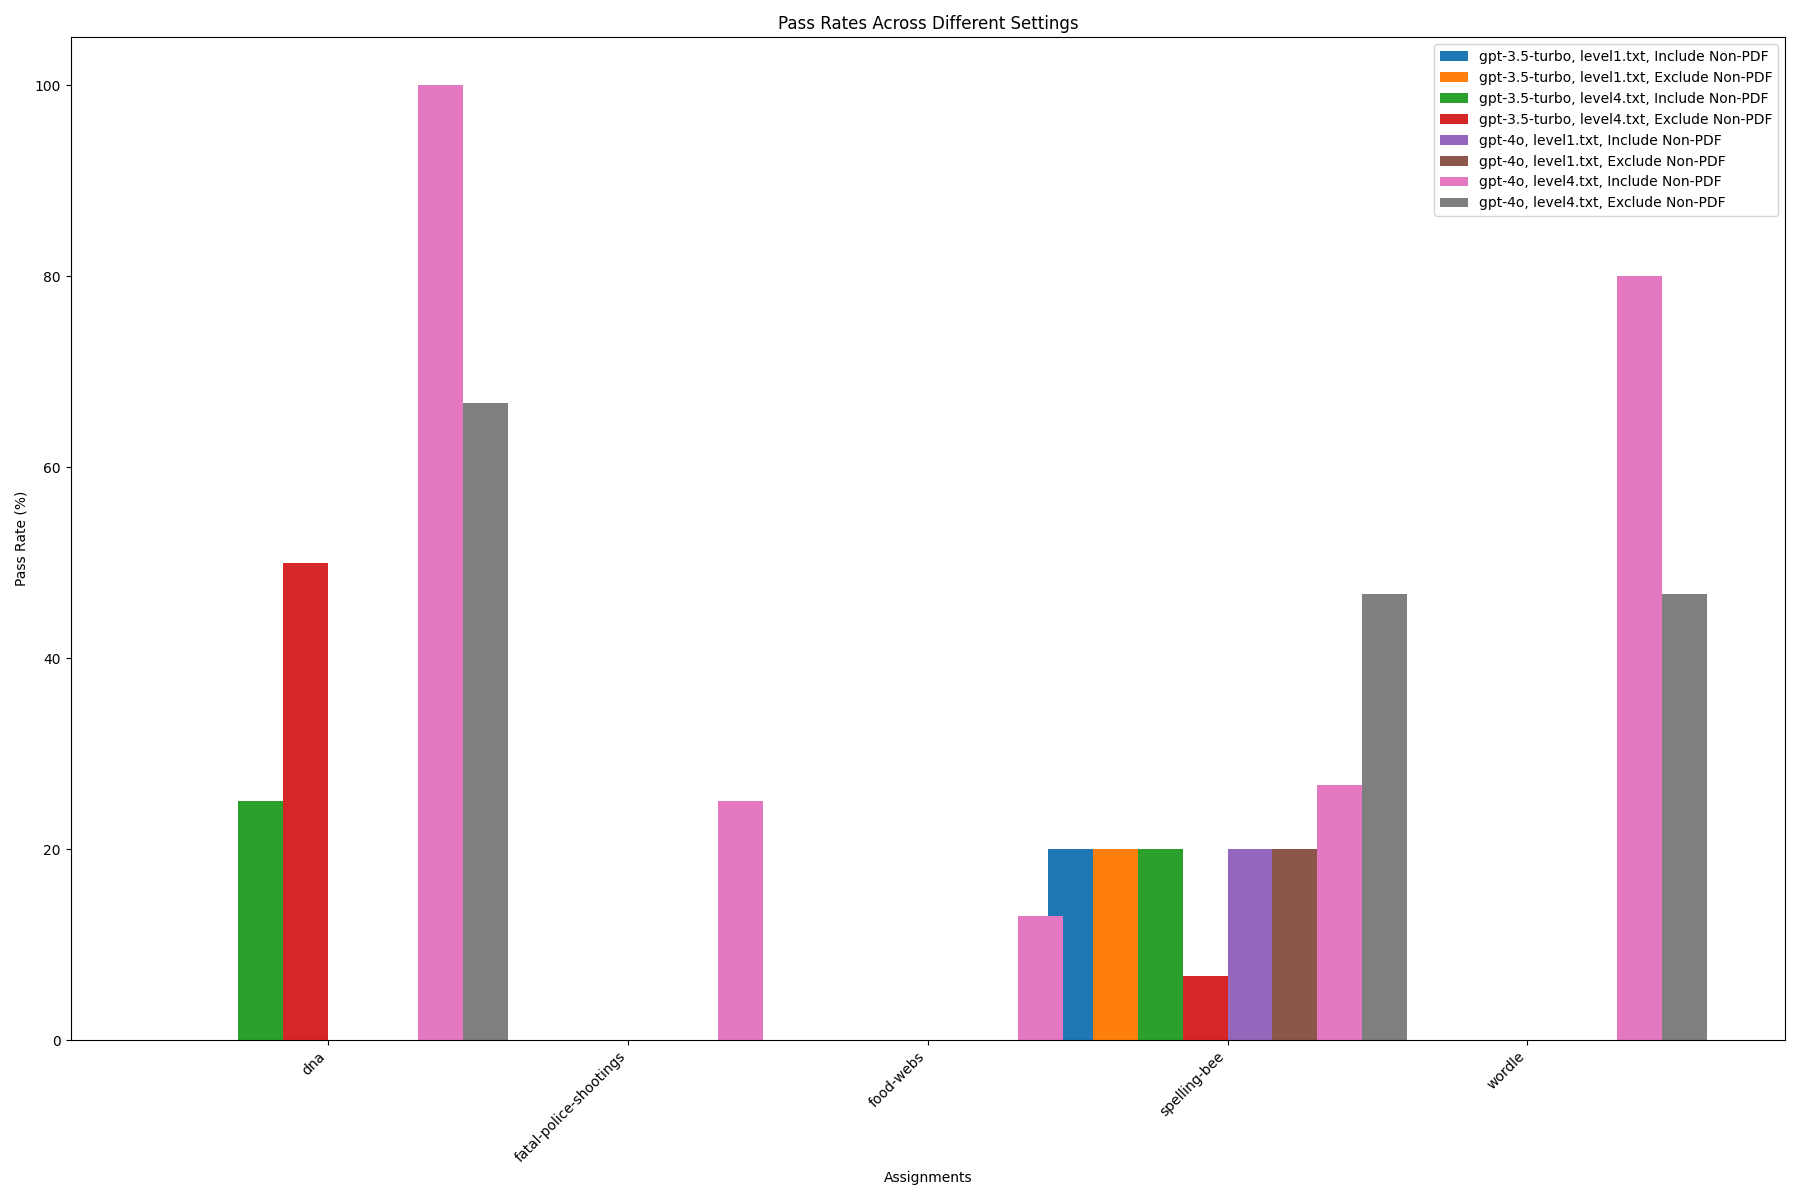 Pass Rates Across Different Settings
gpt-3.5-turbo, level1.txt, Include Non-PDF
gpt-3.5-turbo, level1.txt, Exclude Non-PDF
gpt-3.5-turbo, level4.txt, Include Non-PDF
gpt-3.5-turbo, level4.txt, Exclude Non-PDF
gpt-4o, level1.txt, Include Non-PDF
gpt-4o, level1.txt, Exclude Non-PDF
gpt-4o, level4.txt, Include Non-PDF
gpt-4o, level4.txt, Exclude Non-PDF
Pass Rate (%)
100
80
60
40
20
0
dna
fatal-police-shootings
food-webs
spelling-bee
wordle
Assignments